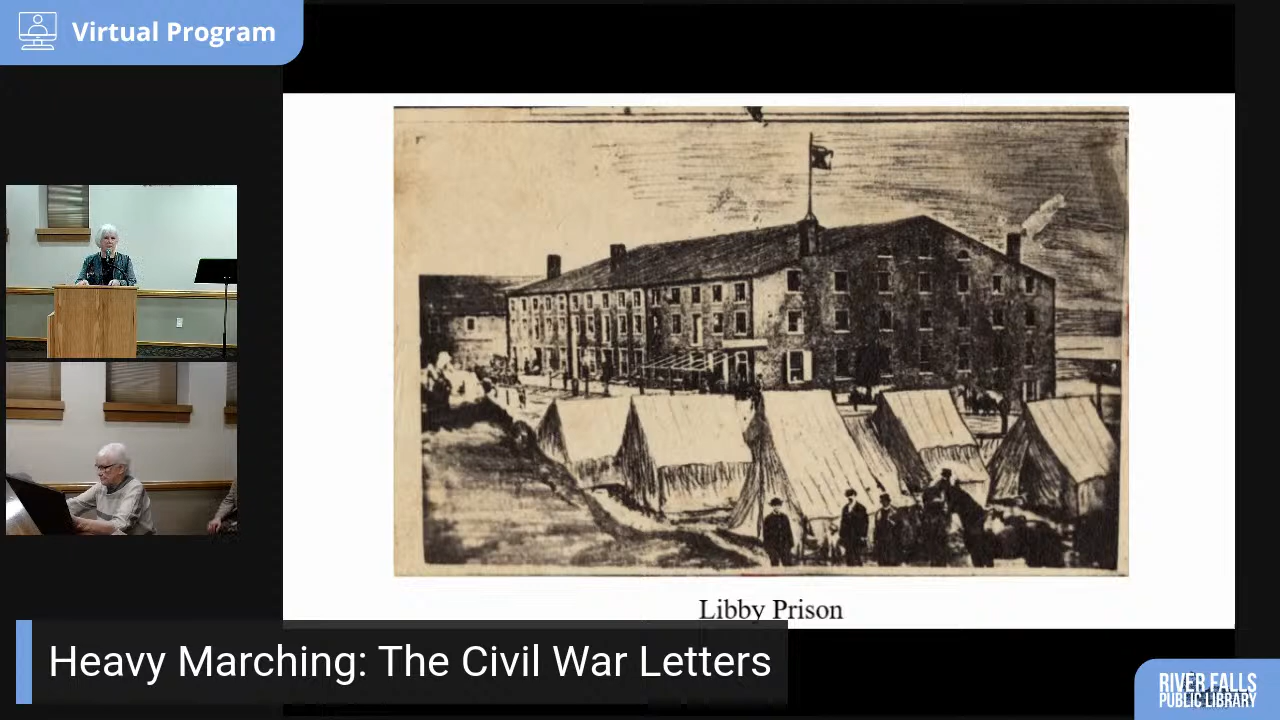 Virtual Program
Libby Prison
Heavy Marching: The Civil War Letters
RIVER FALLS
PUBLIC LIBRARY